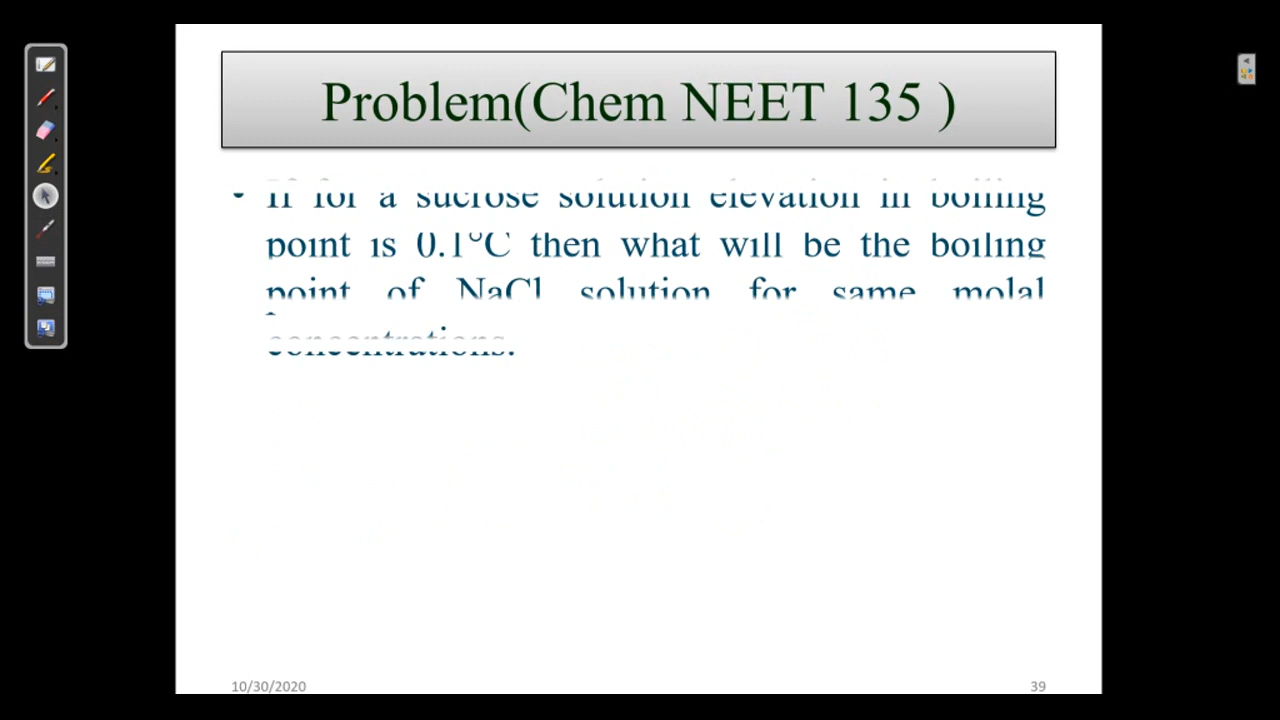 Problem(Chem NEET 135 )
• If for a sucrose solution elevation in boiling
point is 0.1°C then what will be the boiling
point of NaCl solution for same molal
concentrations.
10/30/2020
39